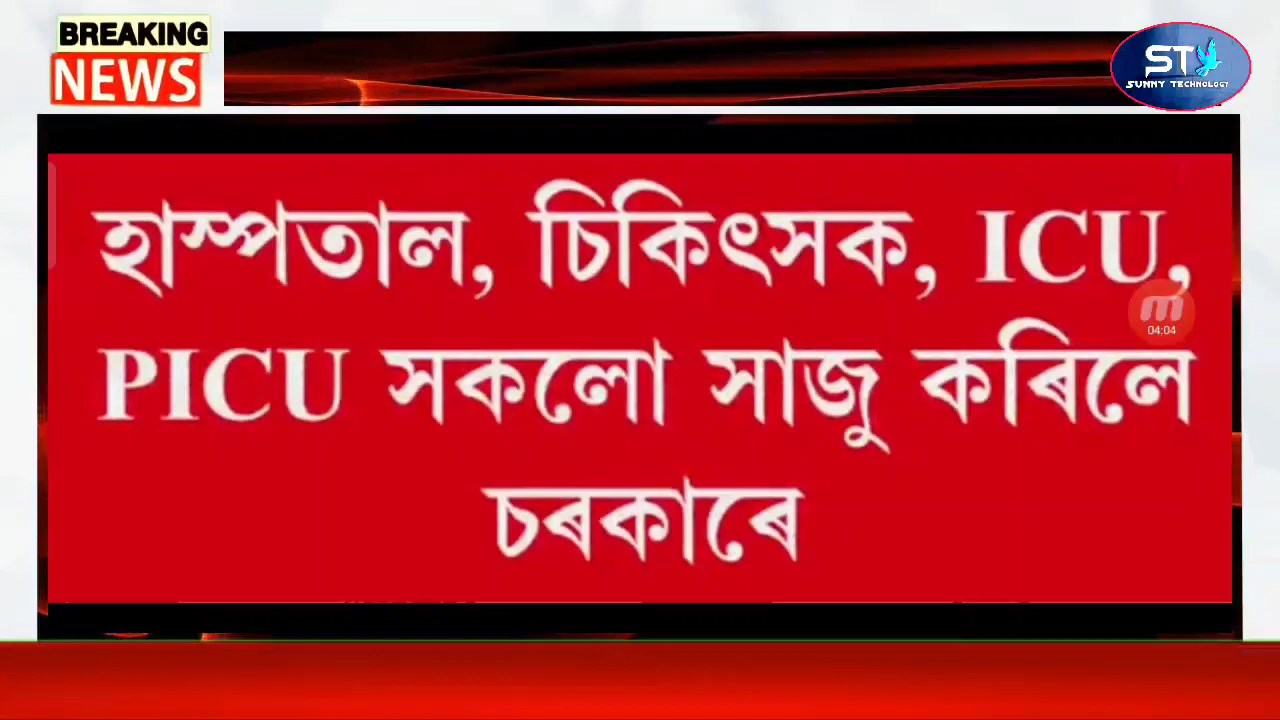 BREAKING
NEWS
ST
SUNNY TECHNOLOGY
হাস্পতাল, চিকিৎসক, ICU,
04:04
PICU সকলো সাজু কৰিলে
চৰকাৰে